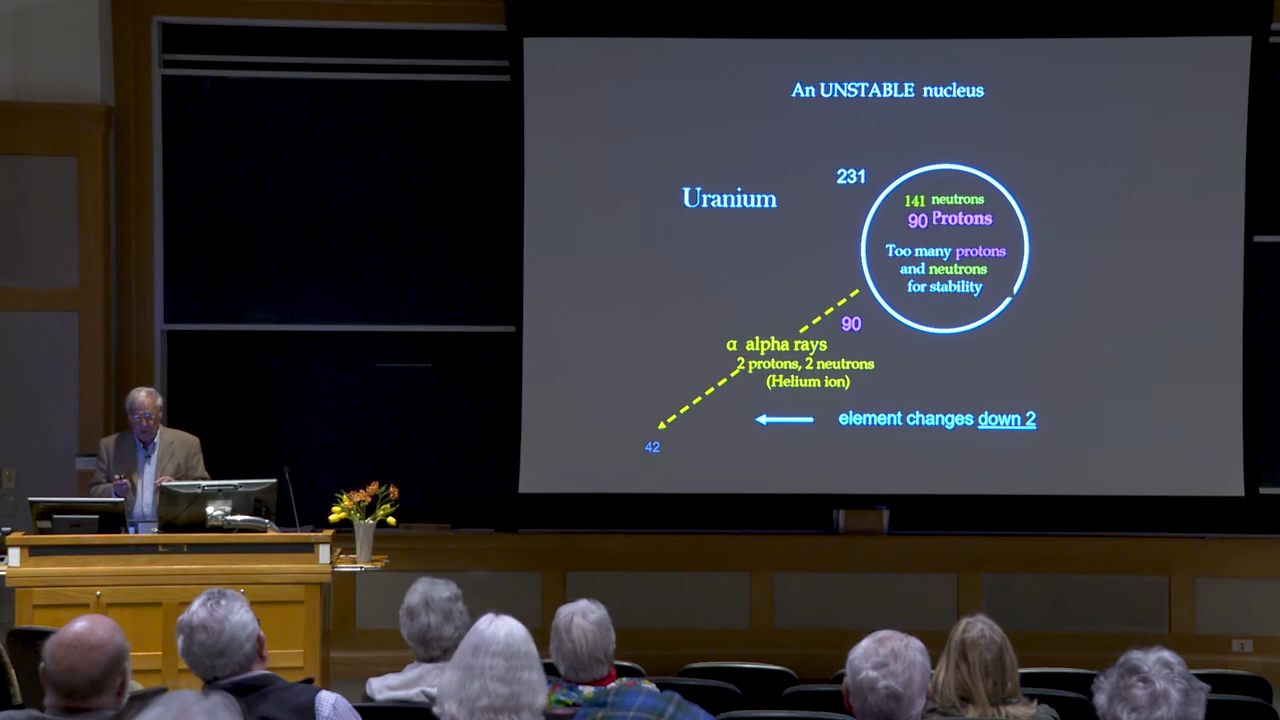 An UNSTABLE nucleus
231
Uranium
141 neutrons
90 Protons
Too many protons
and neutrons
for stability
90
α alpha rays
2 protons, 2 neutrons
(Helium ion)
element changes down 2
42